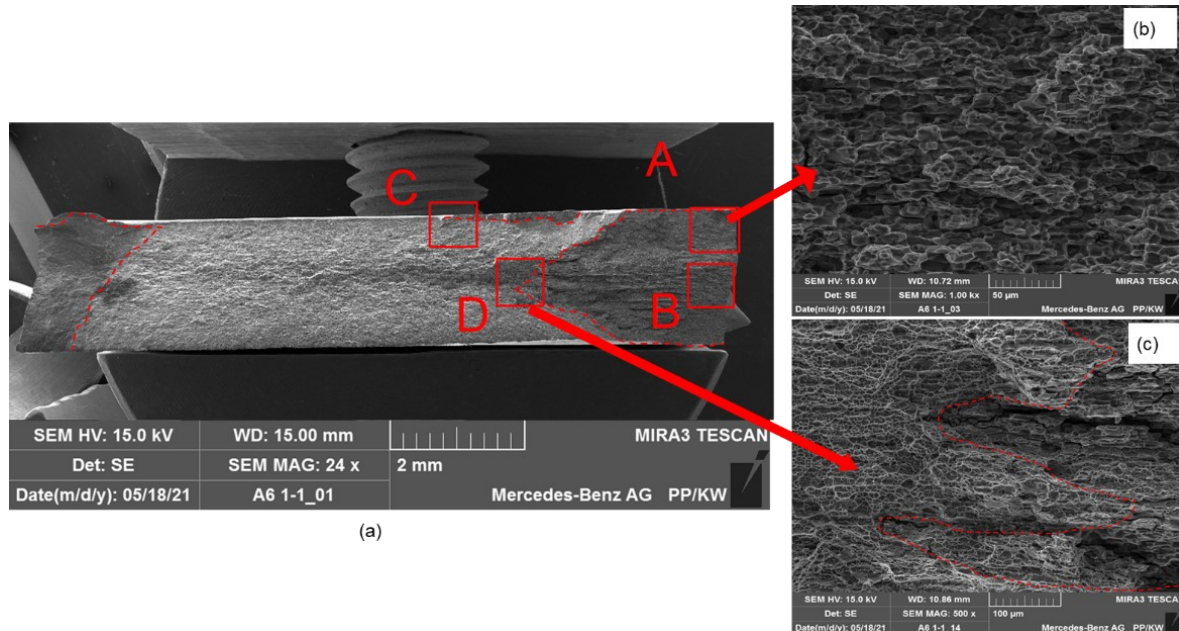 A
C
D
B
SEM HV: 15.0 kV WD: 15.00 mm MIRA3 TESCAN
Det: SE SEM MAG: 24 x 2 mm
Date(m/d/y): 05/18/21 A6 1-1_01 Mercedes-Benz AG PP/KW
(a)
(b)
SEM HV: 15.0 kV WD: 10.72 mm MIRA3 TESCAN
Det: SE SEM MAG: 1.00 kx 50 µm
Date(m/d/y): 05/18/21 A6 1-1_03 Mercedes-Benz AG PP/KW
(c)
SEM HV: 15.0 kV WD: 10.86 mm MIRA3 TESCAN
Det: SE SEM MAG: 500 x 100 µm
Date(m/d/y): 05/18/21 A6 1-1_14 Mercedes-Benz AG PP/KW